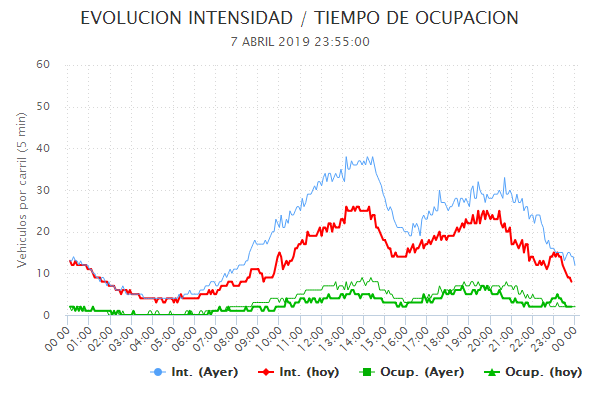 EVOLUCION INTENSIDAD / TIEMPO DE OCUPACION
7 ABRIL 2019 23:55:00
Vehiculos por carril (5 min)
60
50
40
30
20
10
0
00:00 01:00 02:00 03:00 04:00 05:00 06:00 07:00 08:00 09:00 10:00 11:00 12:00 13:00 14:00 15:00 16:00 17:00 18:00 19:00 20:00 21:00 22:00 23:00 00:00
Int. (Ayer) Int. (hoy) Ocup. (Ayer) Ocup. (hoy)